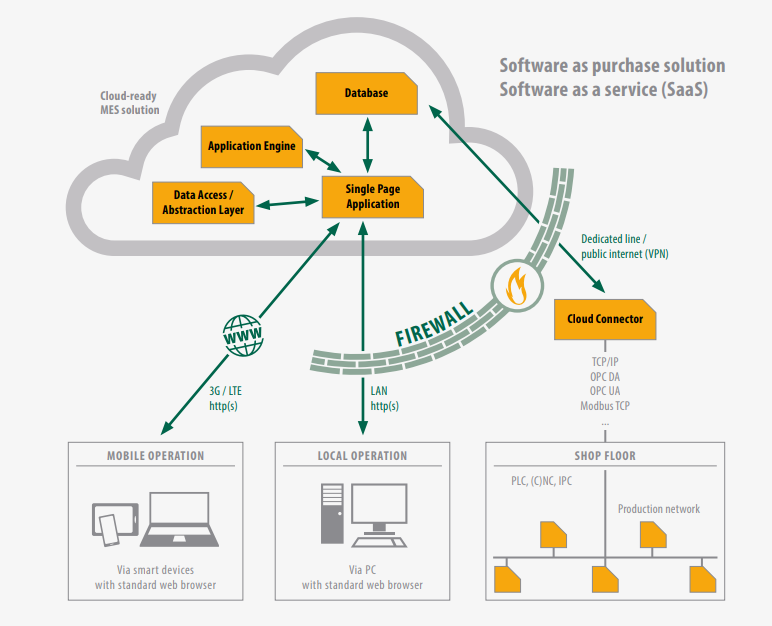 Software as purchase solution
Software as a service (SaaS)
Cloud-ready
MES solution
Database
Application Engine
Data Access /
Abstraction Layer
Single Page
Application
Dedicated line /
public internet (VPN)
Cloud Connector
FIREWALL
WWW
3G / LTE
http(s)
LAN
http(s)
TCP/IP
OPC DA
OPC UA
Modbus TCP
...
MOBILE OPERATION
Via smart devices
with standard web browser
LOCAL OPERATION
Via PC
with standard web browser
SHOP FLOOR
PLC, (C)NC, IPC
Production network